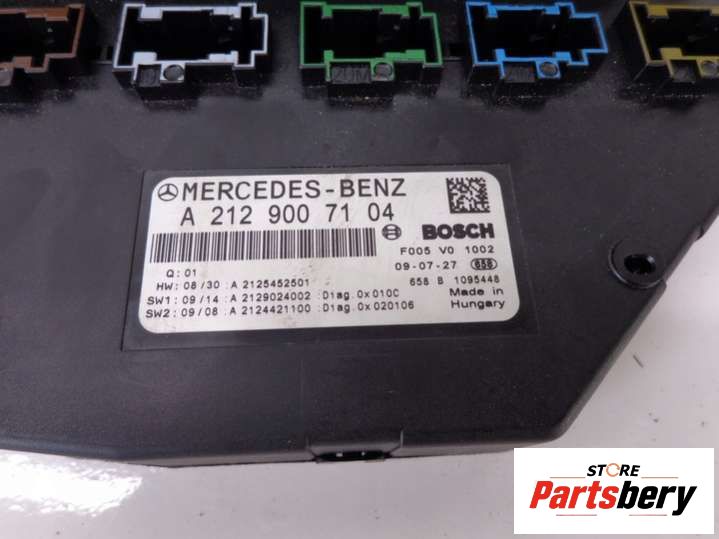 MERCEDES-BENZ
A 212 900 71 04
BOSCH
F005 V0 1002
09-07-27 658
Q: 01
HW: 08/30 :A 2125452501
658 B 1095448
SW1: 09/14 :A 2129024002 :Diag.0x010C
Made in
SW2: 09/08 :A 2124421100 :Diag.0x020106
Hungary
STORE
Partsbery